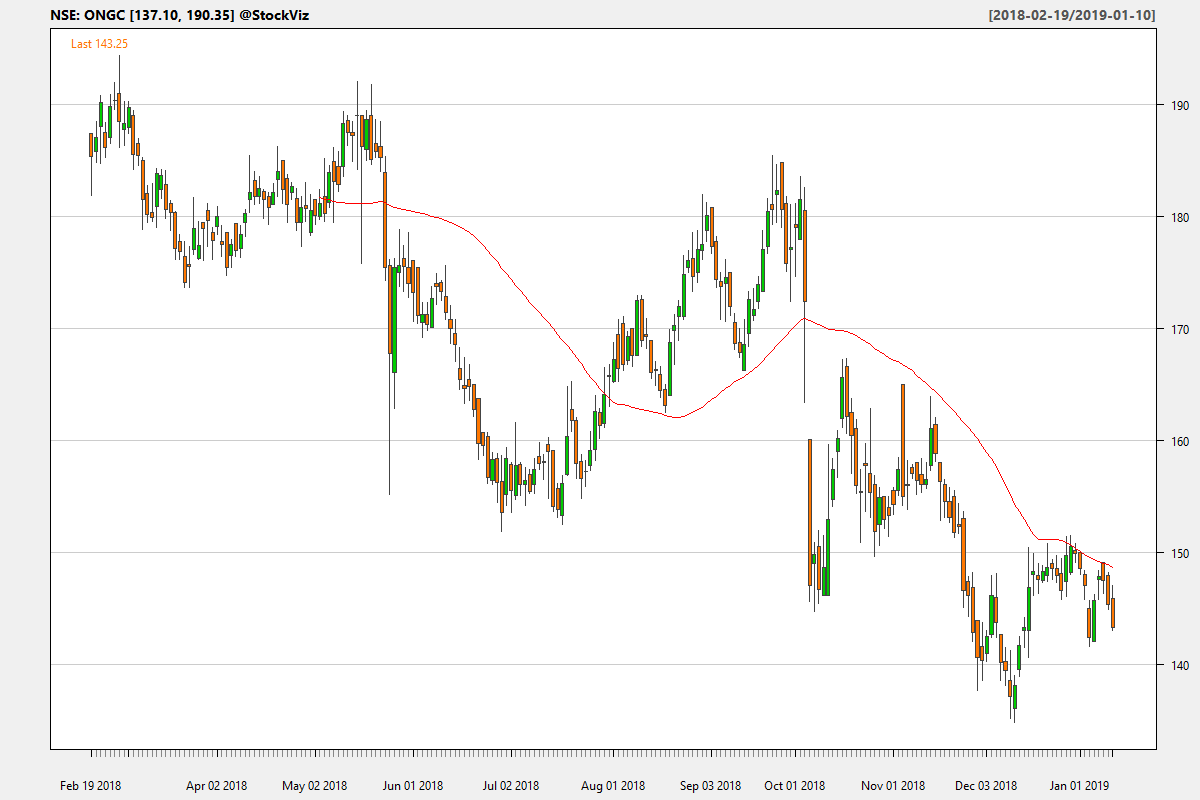 NSE: ONGC [137.10, 190.35] @StockViz [2018-02-19/2019-01-10]
Last 143.25
190
180
170
160
150
140
Feb 19 2018 Apr 02 2018 May 02 2018 Jun 01 2018 Jul 02 2018 Aug 01 2018 Sep 03 2018 Oct 01 2018 Nov 01 2018 Dec 03 2018 Jan 01 2019